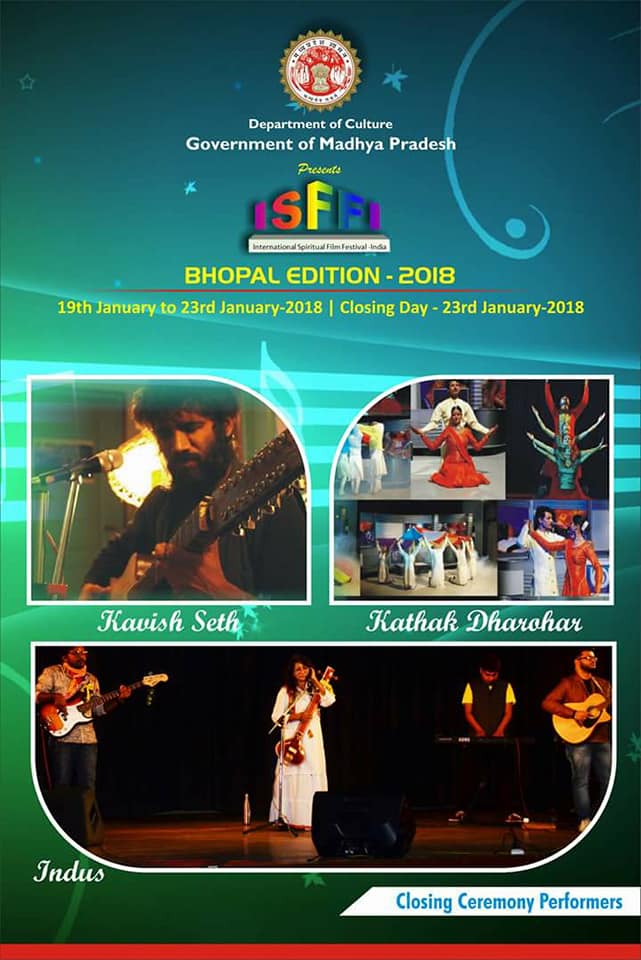 Department of Culture
Government of Madhya Pradesh
Presents
ISFFI
International Spiritual Film Festival -India
BHOPAL EDITION - 2018
19th January to 23rd January-2018 | Closing Day - 23rd January-2018
Kavish Seth
Kathak Dharohar
Indus
Closing Ceremony Performers